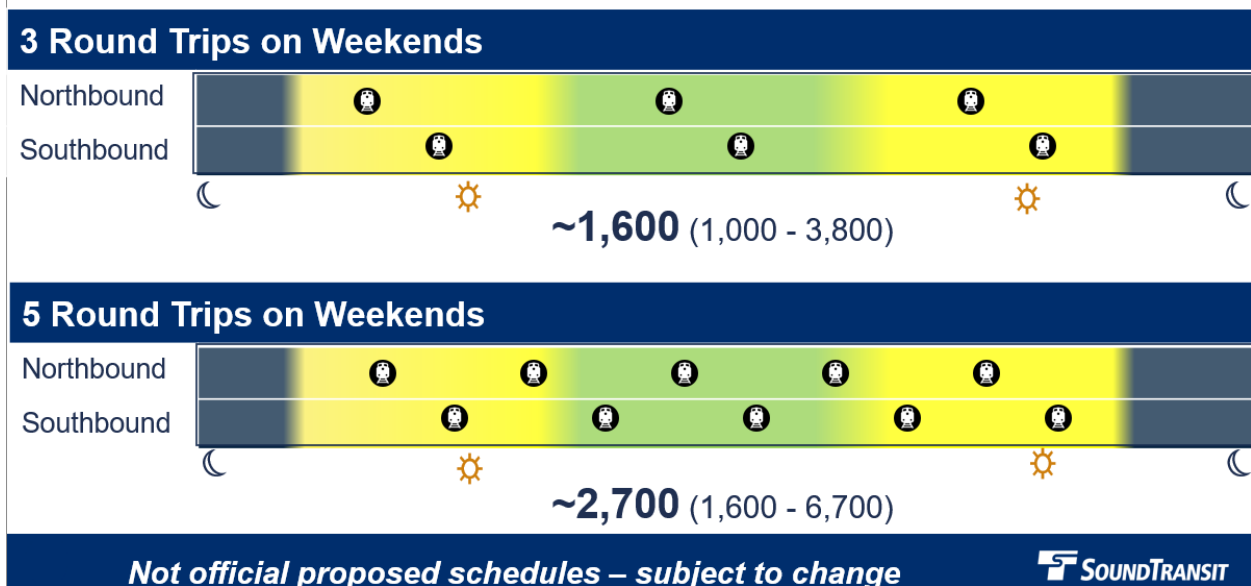 3 Round Trips on Weekends
Northbound
Southbound
~1,600 (1,000 - 3,800)
5 Round Trips on Weekends
Northbound
Southbound
~2,700 (1,600 - 6,700)
Not official proposed schedules – subject to change
SOUNDTRANSIT